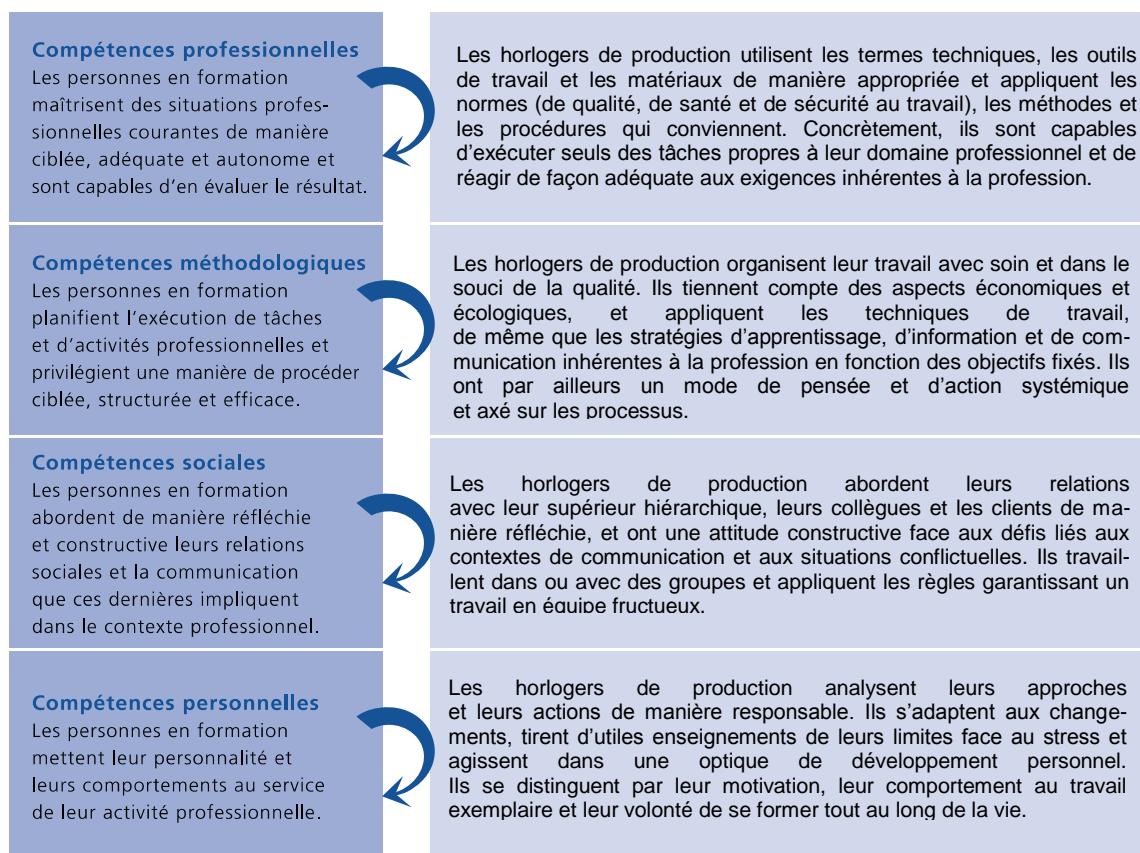 Compétences professionnelles
Les personnes en formation
maîtrisent des situations profes-
sionnelles courantes de manière
ciblée, adéquate et autonome et
sont capables d'en évaluer le résultat.
Les horlogers de production utilisent les termes techniques, les outils
de travail et les matériaux de manière appropriée et appliquent les
normes (de qualité, de santé et de sécurité au travail), les méthodes et
les procédures qui conviennent. Concrètement, ils sont capables
d'exécuter seuls des tâches propres à leur domaine professionnel et de
réagir de façon adéquate aux exigences inhérentes à la profession.
Compétences méthodologiques
Les personnes en formation
planifient l'exécution de tâches
et d'activités professionnelles et
privilégient une manière de procéder
ciblée, structurée et efficace.
Les horlogers de production organisent leur travail avec soin et dans le
souci de la qualité. Ils tiennent compte des aspects économiques et
écologiques, et appliquent les techniques de travail,
de même que les stratégies d'apprentissage, d'information et de com-
munication inhérentes à la profession en fonction des objectifs fixés. Ils
ont par ailleurs un mode de pensée et d'action systémique
et axé sur les processus.
Compétences sociales
Les personnes en formation
abordent de manière réfléchie
et constructive leurs relations
sociales et la communication
que ces dernières impliquent
dans le contexte professionnel.
Les horlogers de production abordent leurs relations
avec leur supérieur hiérarchique, leurs collègues et les clients de ma-
nière réfléchie, et ont une attitude constructive face aux défis liés aux
contextes de communication et aux situations conflictuelles. Ils travail-
lent dans ou avec des groupes et appliquent les règles garantissant un
travail en équipe fructueux.
Compétences personnelles
Les personnes en formation
mettent leur personnalité et
leurs comportements au service
de leur activité professionnelle.
Les horlogers de production analysent leurs approches
et leurs actions de manière responsable. Ils s'adaptent aux change-
ments, tirent d'utiles enseignements de leurs limites face au stress et
agissent dans une optique de développement personnel.
Ils se distinguent par leur motivation, leur comportement au travail
exemplaire et leur volonté de se former tout au long de la vie.